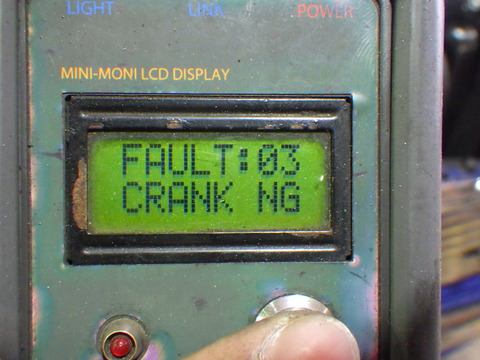 LIGHT LINK POWER
MINI-MONI LCD DISPLAY
FAULT:03
CRANK NG